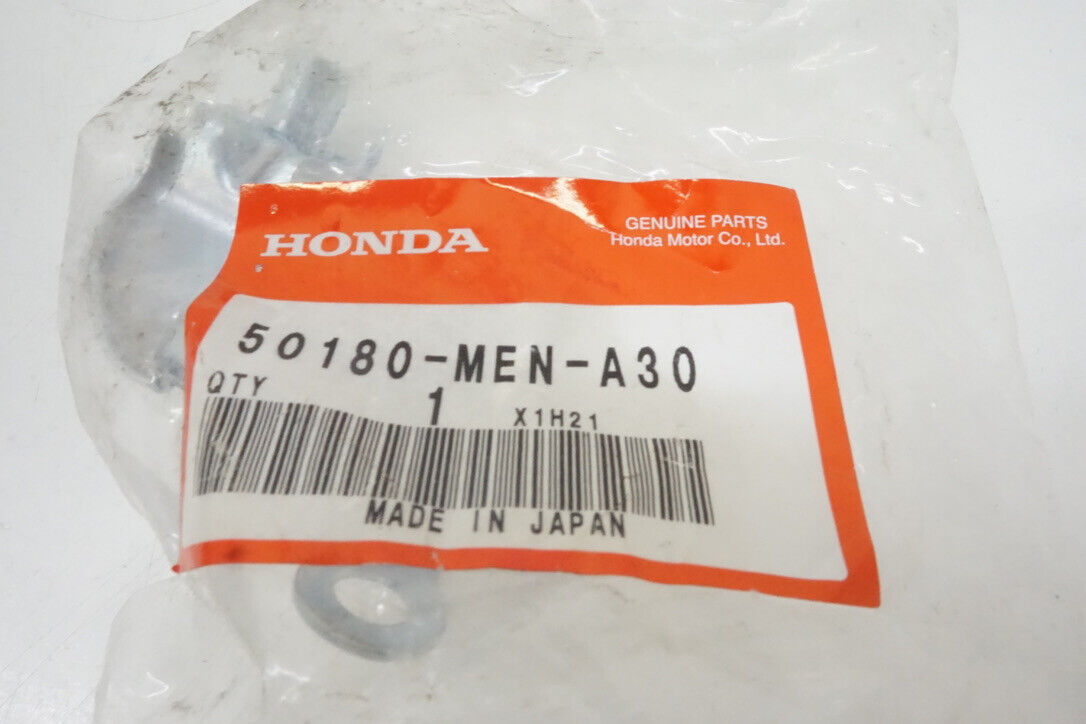 HONDA
GENUINE PARTS
Honda Motor Co., Ltd.
50180-MEN-A30
QTY 1 X1H21
MADE IN JAPAN